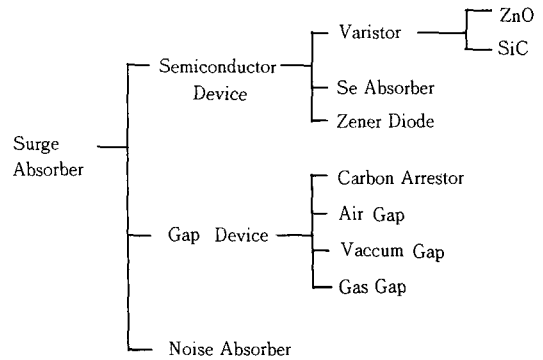 Surge
Absorber
Semiconductor
Device
Varistor
ZnO
SiC
Se Absorber
Zener Diode
Gap Device
Carbon Arrestor
Air Gap
Vaccum Gap
Gas Gap
Noise Absorber